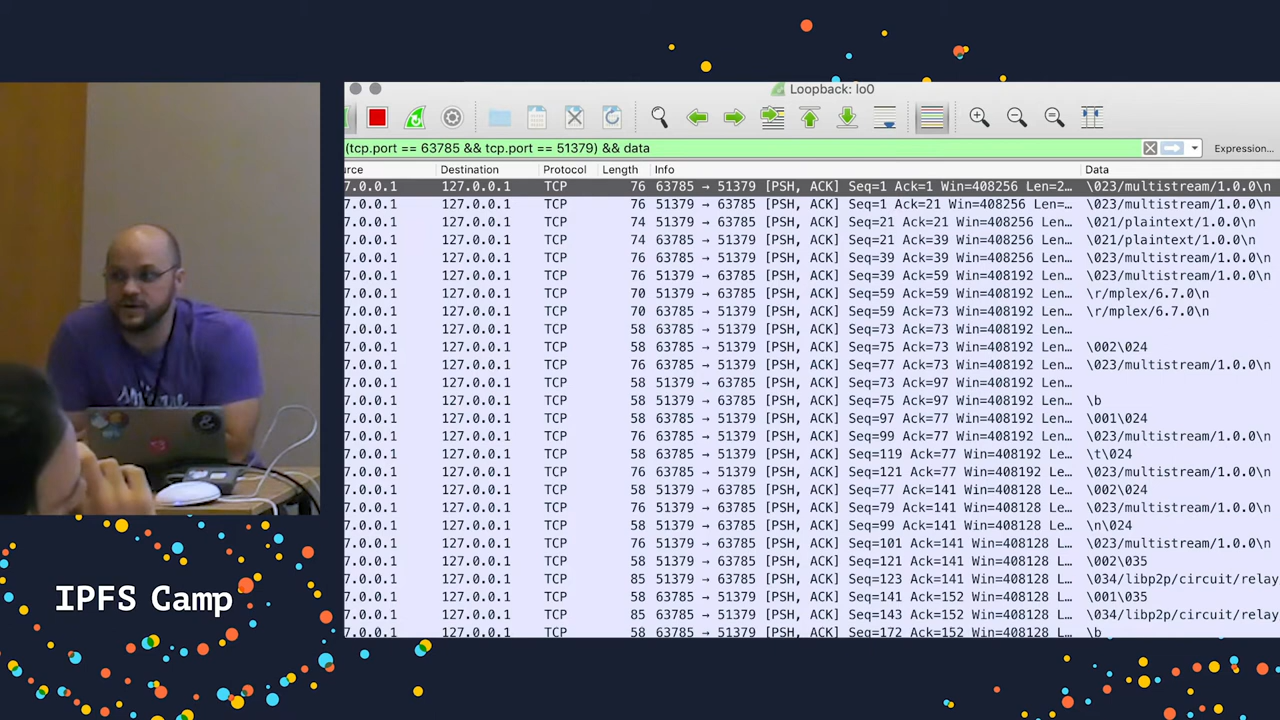 Loopback: lo0
(tcp.port == 63785 && tcp.port == 51379) && data
Expression...
urce Destination Protocol Length Info Data
7.0.0.1 127.0.0.1 TCP 76 63785 → 51379 [PSH, ACK] Seq=1 Ack=1 Win=408256 Len=2… \023/multistream/1.0.0\n
7.0.0.1 127.0.0.1 TCP 76 51379 → 63785 [PSH, ACK] Seq=1 Ack=21 Win=408256 Len=… \023/multistream/1.0.0\n
7.0.0.1 127.0.0.1 TCP 74 51379 → 63785 [PSH, ACK] Seq=21 Ack=21 Win=408256 Len… \021/plaintext/1.0.0\n
7.0.0.1 127.0.0.1 TCP 74 63785 → 51379 [PSH, ACK] Seq=21 Ack=39 Win=408256 Len… \021/plaintext/1.0.0\n
7.0.0.1 127.0.0.1 TCP 76 63785 → 51379 [PSH, ACK] Seq=39 Ack=39 Win=408256 Len… \023/multistream/1.0.0\n
7.0.0.1 127.0.0.1 TCP 76 51379 → 63785 [PSH, ACK] Seq=39 Ack=59 Win=408192 Len… \023/multistream/1.0.0\n
7.0.0.1 127.0.0.1 TCP 70 51379 → 63785 [PSH, ACK] Seq=59 Ack=59 Win=408192 Len… \r/mplex/6.7.0\n
7.0.0.1 127.0.0.1 TCP 70 63785 → 51379 [PSH, ACK] Seq=59 Ack=73 Win=408192 Len… \r/mplex/6.7.0\n
7.0.0.1 127.0.0.1 TCP 58 51379 → 63785 [PSH, ACK] Seq=73 Ack=73 Win=408192 Len…
7.0.0.1 127.0.0.1 TCP 58 51379 → 63785 [PSH, ACK] Seq=75 Ack=73 Win=408192 Len… \002\024
7.0.0.1 127.0.0.1 TCP 76 51379 → 63785 [PSH, ACK] Seq=77 Ack=73 Win=408192 Len… \023/multistream/1.0.0\n
7.0.0.1 127.0.0.1 TCP 58 63785 → 51379 [PSH, ACK] Seq=73 Ack=97 Win=408192 Len…
7.0.0.1 127.0.0.1 TCP 58 63785 → 51379 [PSH, ACK] Seq=75 Ack=97 Win=408192 Len… \b
7.0.0.1 127.0.0.1 TCP 58 63785 → 51379 [PSH, ACK] Seq=97 Ack=77 Win=408192 Len… \001\024
7.0.0.1 127.0.0.1 TCP 76 51379 → 63785 [PSH, ACK] Seq=99 Ack=77 Win=408192 Len… \023/multistream/1.0.0\n
7.0.0.1 127.0.0.1 TCP 58 51379 → 63785 [PSH, ACK] Seq=119 Ack=77 Win=408192 Le… \t\024
7.0.0.1 127.0.0.1 TCP 76 51379 → 63785 [PSH, ACK] Seq=121 Ack=77 Win=408192 Le… \023/multistream/1.0.0\n
7.0.0.1 127.0.0.1 TCP 58 63785 → 51379 [PSH, ACK] Seq=77 Ack=141 Win=408128 Le… \002\024
7.0.0.1 127.0.0.1 TCP 76 63785 → 51379 [PSH, ACK] Seq=79 Ack=141 Win=408128 Le… \023/multistream/1.0.0\n
7.0.0.1 127.0.0.1 TCP 58 63785 → 51379 [PSH, ACK] Seq=99 Ack=141 Win=408128 Le… \n\024
7.0.0.1 127.0.0.1 TCP 76 63785 → 51379 [PSH, ACK] Seq=101 Ack=141 Win=408128 L… \023/multistream/1.0.0\n
7.0.0.1 127.0.0.1 TCP 58 63785 → 51379 [PSH, ACK] Seq=121 Ack=141 Win=408128 L… \002\035
7.0.0.1 127.0.0.1 TCP 85 63785 → 51379 [PSH, ACK] Seq=123 Ack=141 Win=408128 L… \034/libp2p/circuit/relay
7.0.0.1 127.0.0.1 TCP 58 63785 → 51379 [PSH, ACK] Seq=141 Ack=152 Win=408128 L… \001\035
7.0.0.1 127.0.0.1 TCP 85 63785 → 51379 [PSH, ACK] Seq=143 Ack=152 Win=408128 L… \034/libp2p/circuit/relay
7.0.0.1 127.0.0.1 TCP 58 63785 → 51379 [PSH, ACK] Seq=172 Ack=152 Win=408128 L… \b
IPFS Camp